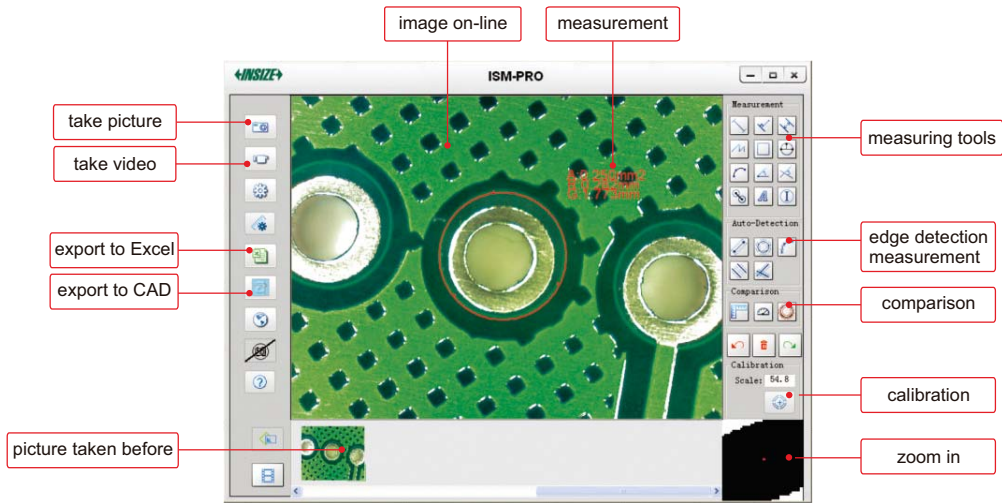 image on-line
measurement
INSIZE
ISM-PRO
take picture
take video
export to Excel
export to CAD
picture taken before
Measurement
measuring tools
Auto-Detection
edge detection
measurement
Comparison
comparison
Calibration
Scale: 54.8
calibration
zoom in